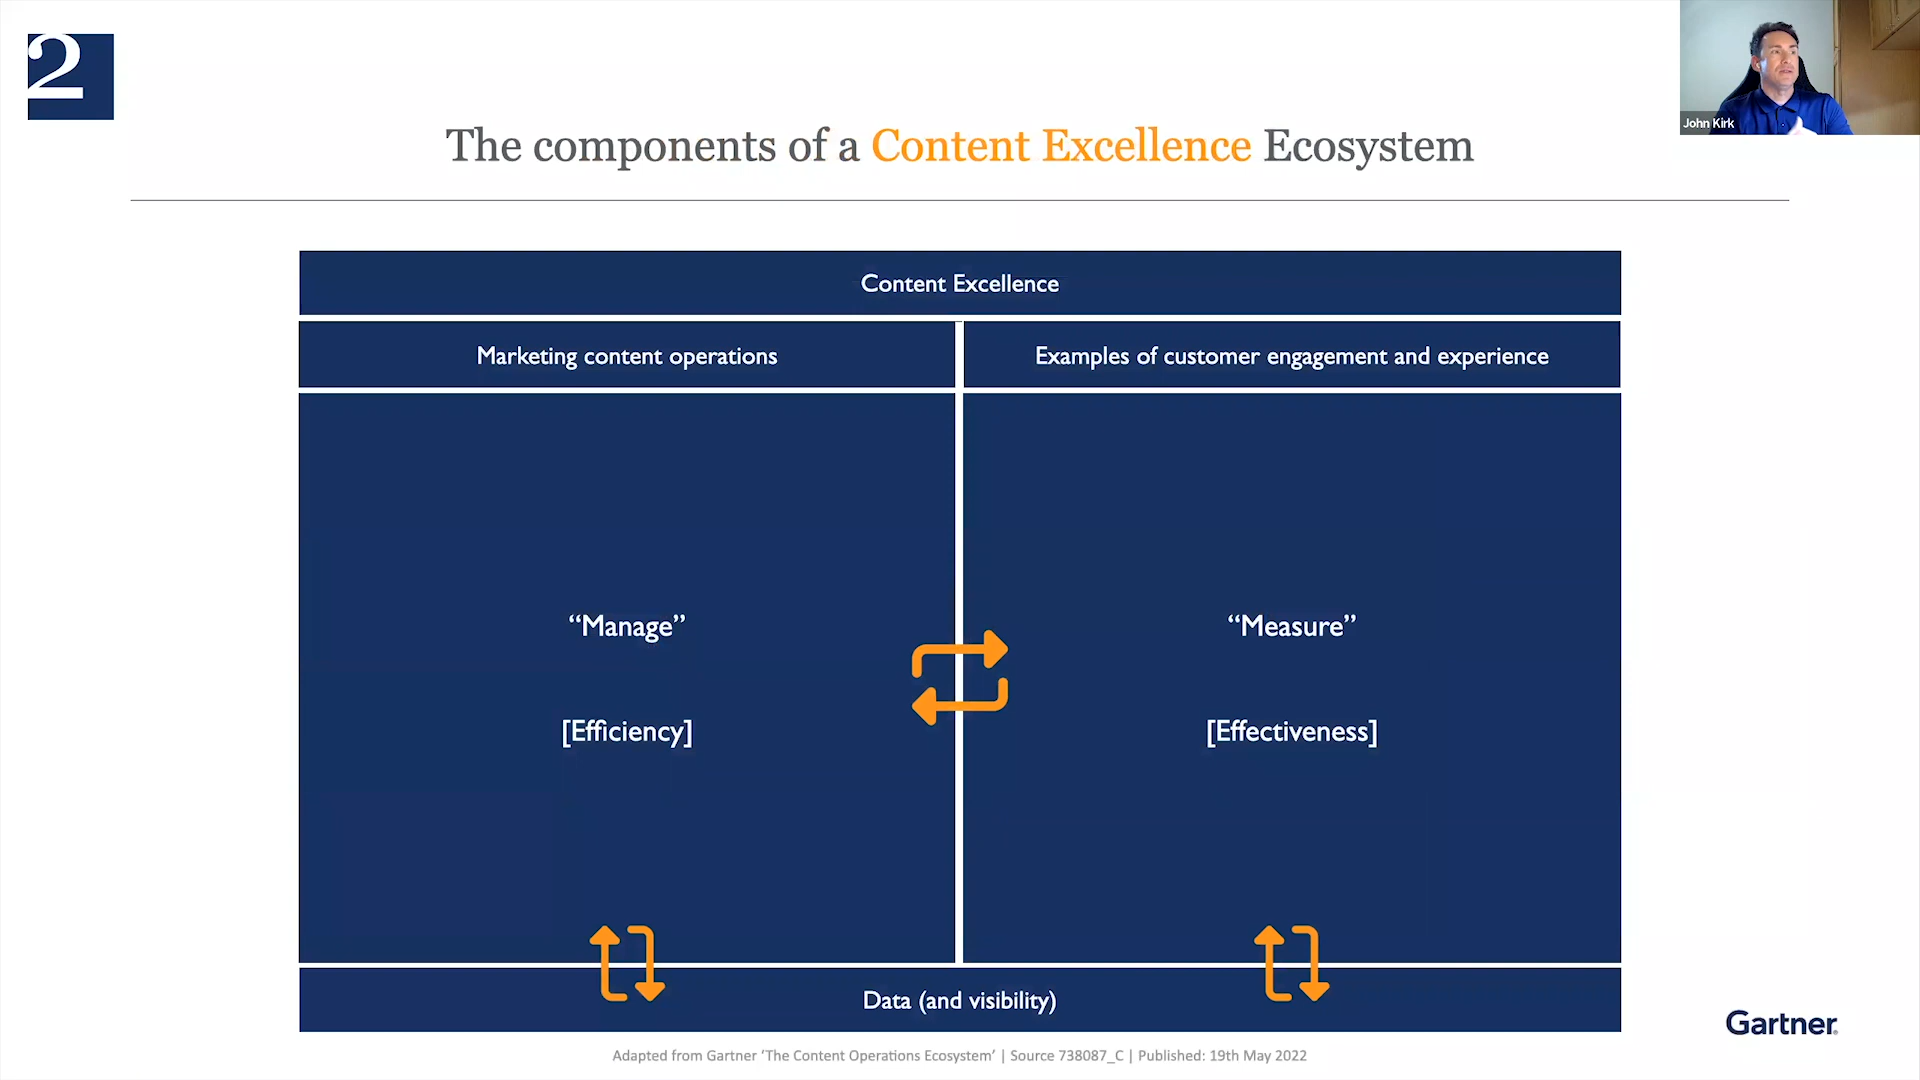 2
John Kirk
The components of a Content Excellence Ecosystem
Content Excellence
Marketing content operations
Examples of customer engagement and experience
“Manage”
“Measure”
[Efficiency]
[Effectiveness]
Data (and visibility)
Gartner
Adapted from Gartner ‘The Content Operations Ecosystem’ | Source 738087_C | Published: 19th May 2022